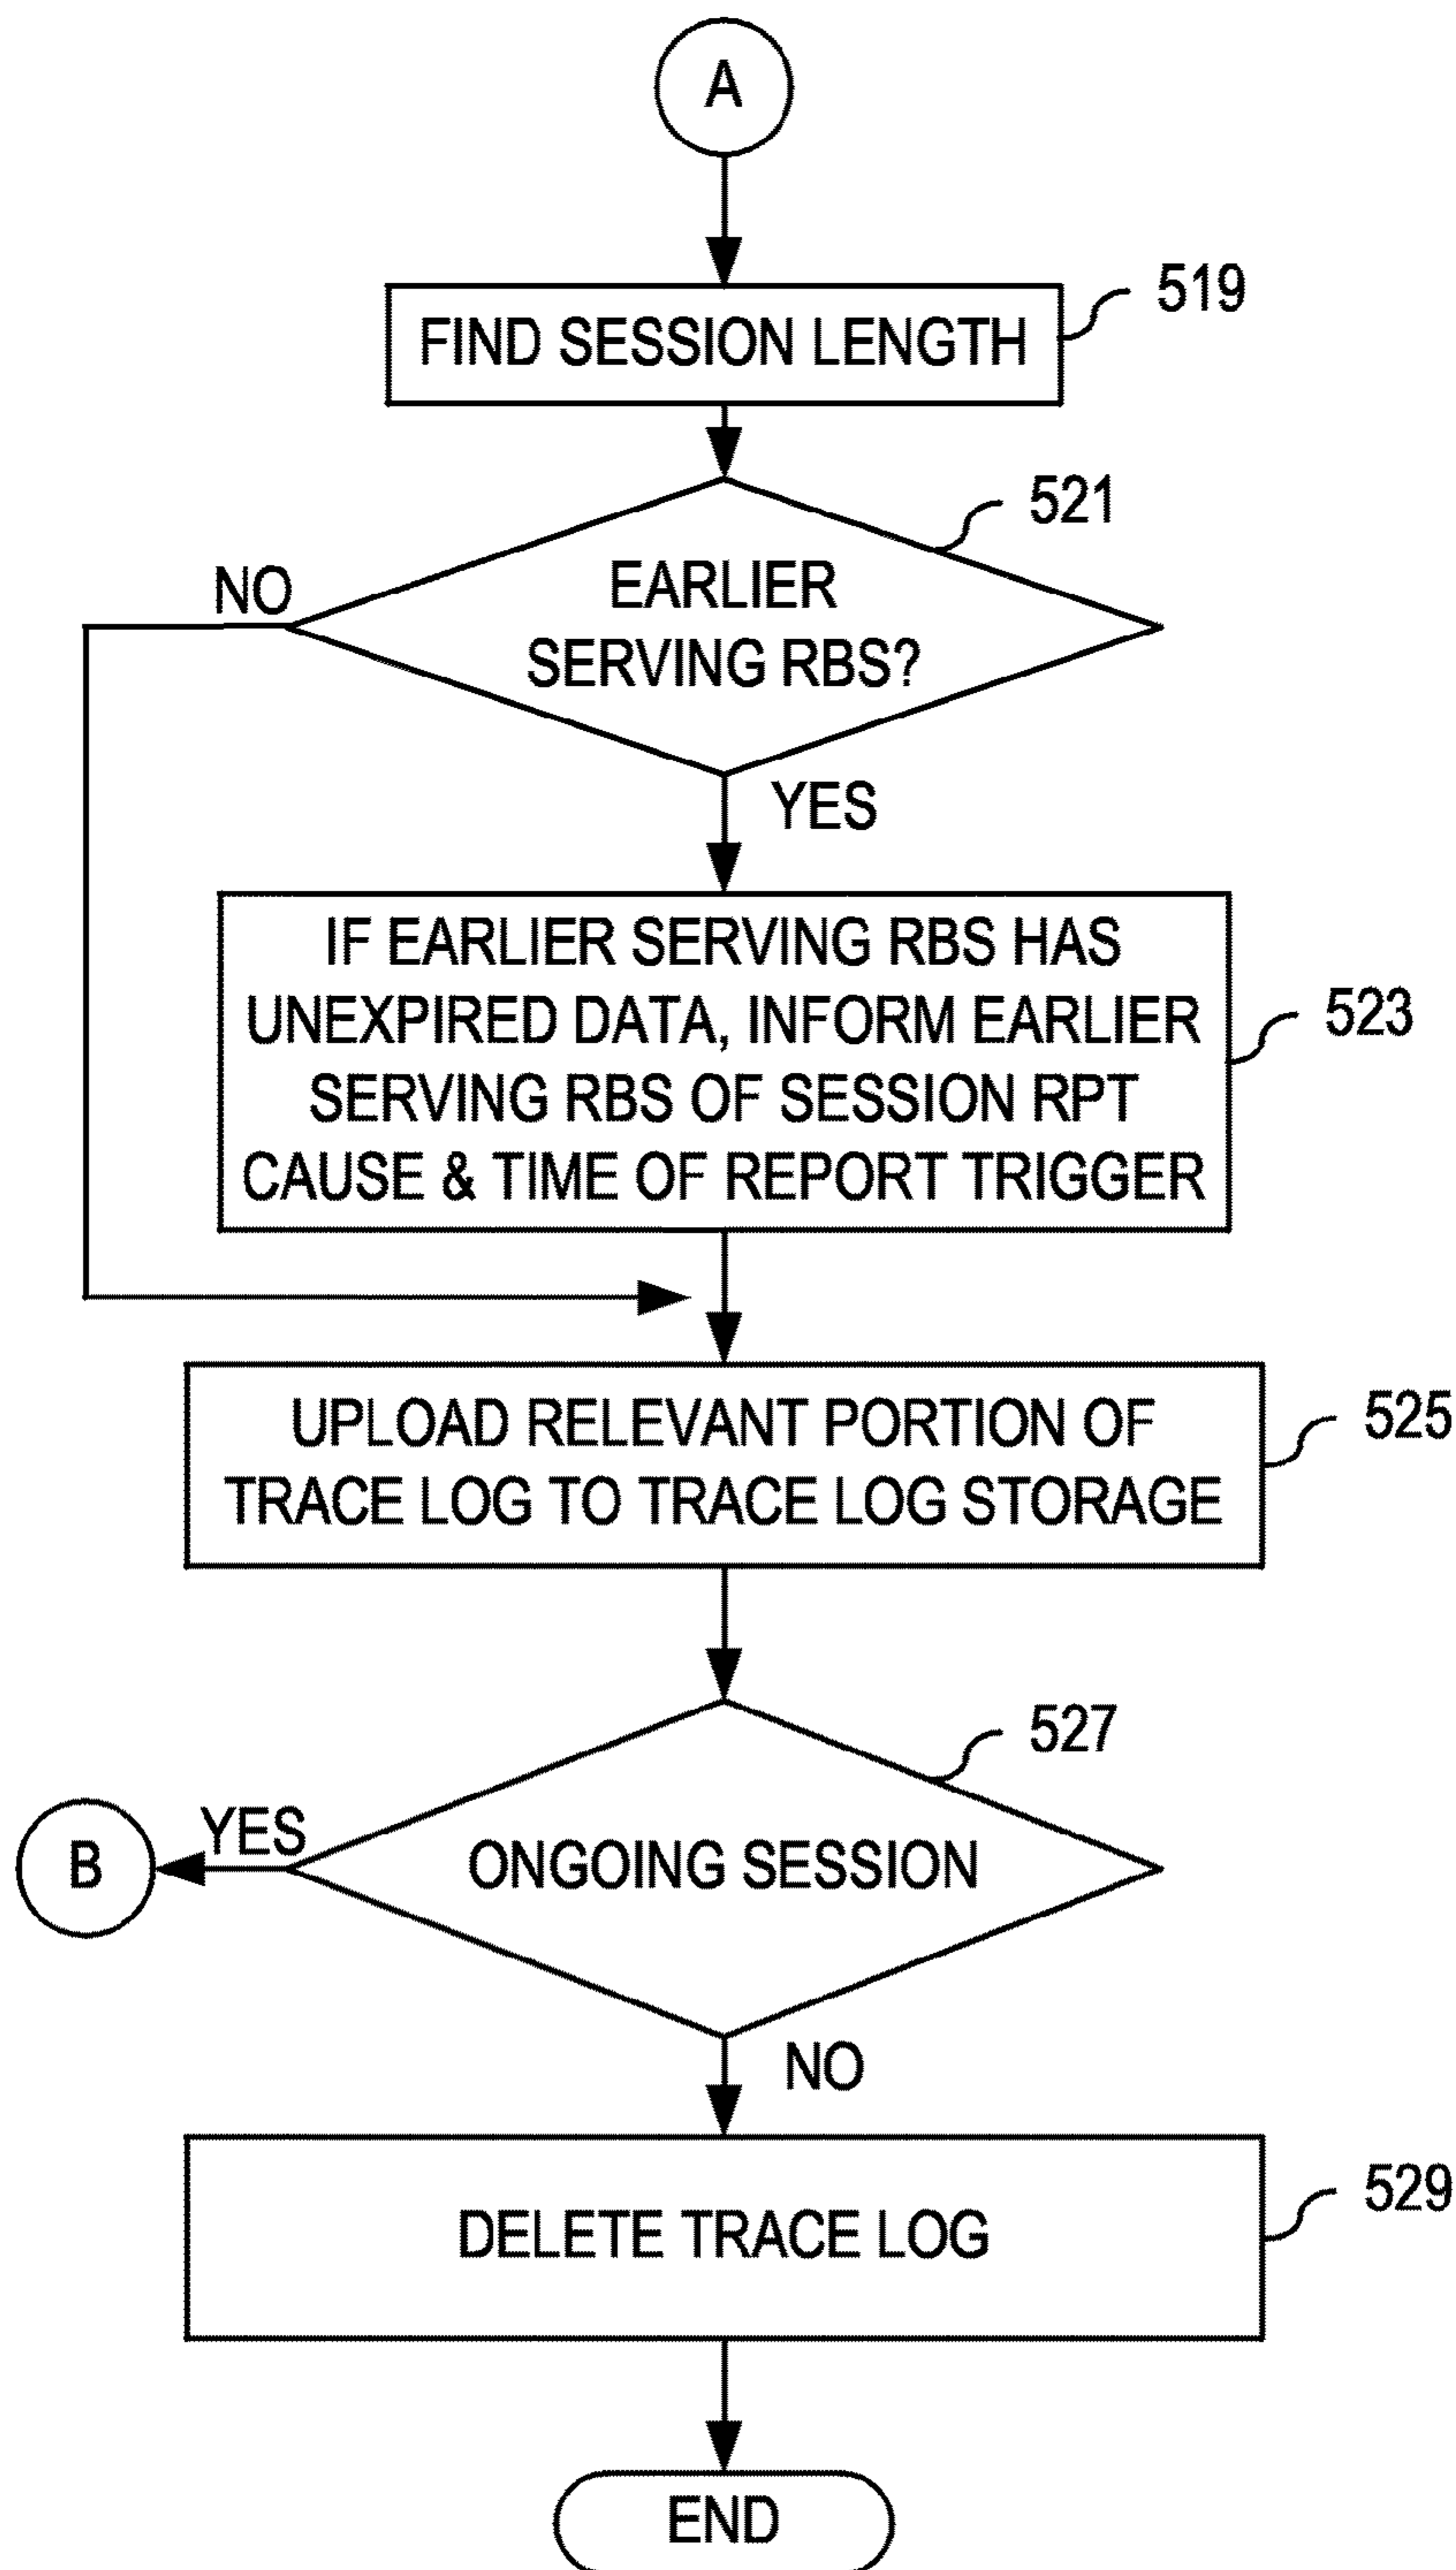 A
519
FIND SESSION LENGTH
521
NO
EARLIER
SERVING RBS?
YES
IF EARLIER SERVING RBS HAS
UNEXPIRED DATA, INFORM EARLIER
SERVING RBS OF SESSION RPT
CAUSE & TIME OF REPORT TRIGGER
523
UPLOAD RELEVANT PORTION OF
TRACE LOG TO TRACE LOG STORAGE
525
527
B
YES
ONGOING SESSION
NO
DELETE TRACE LOG
529
END